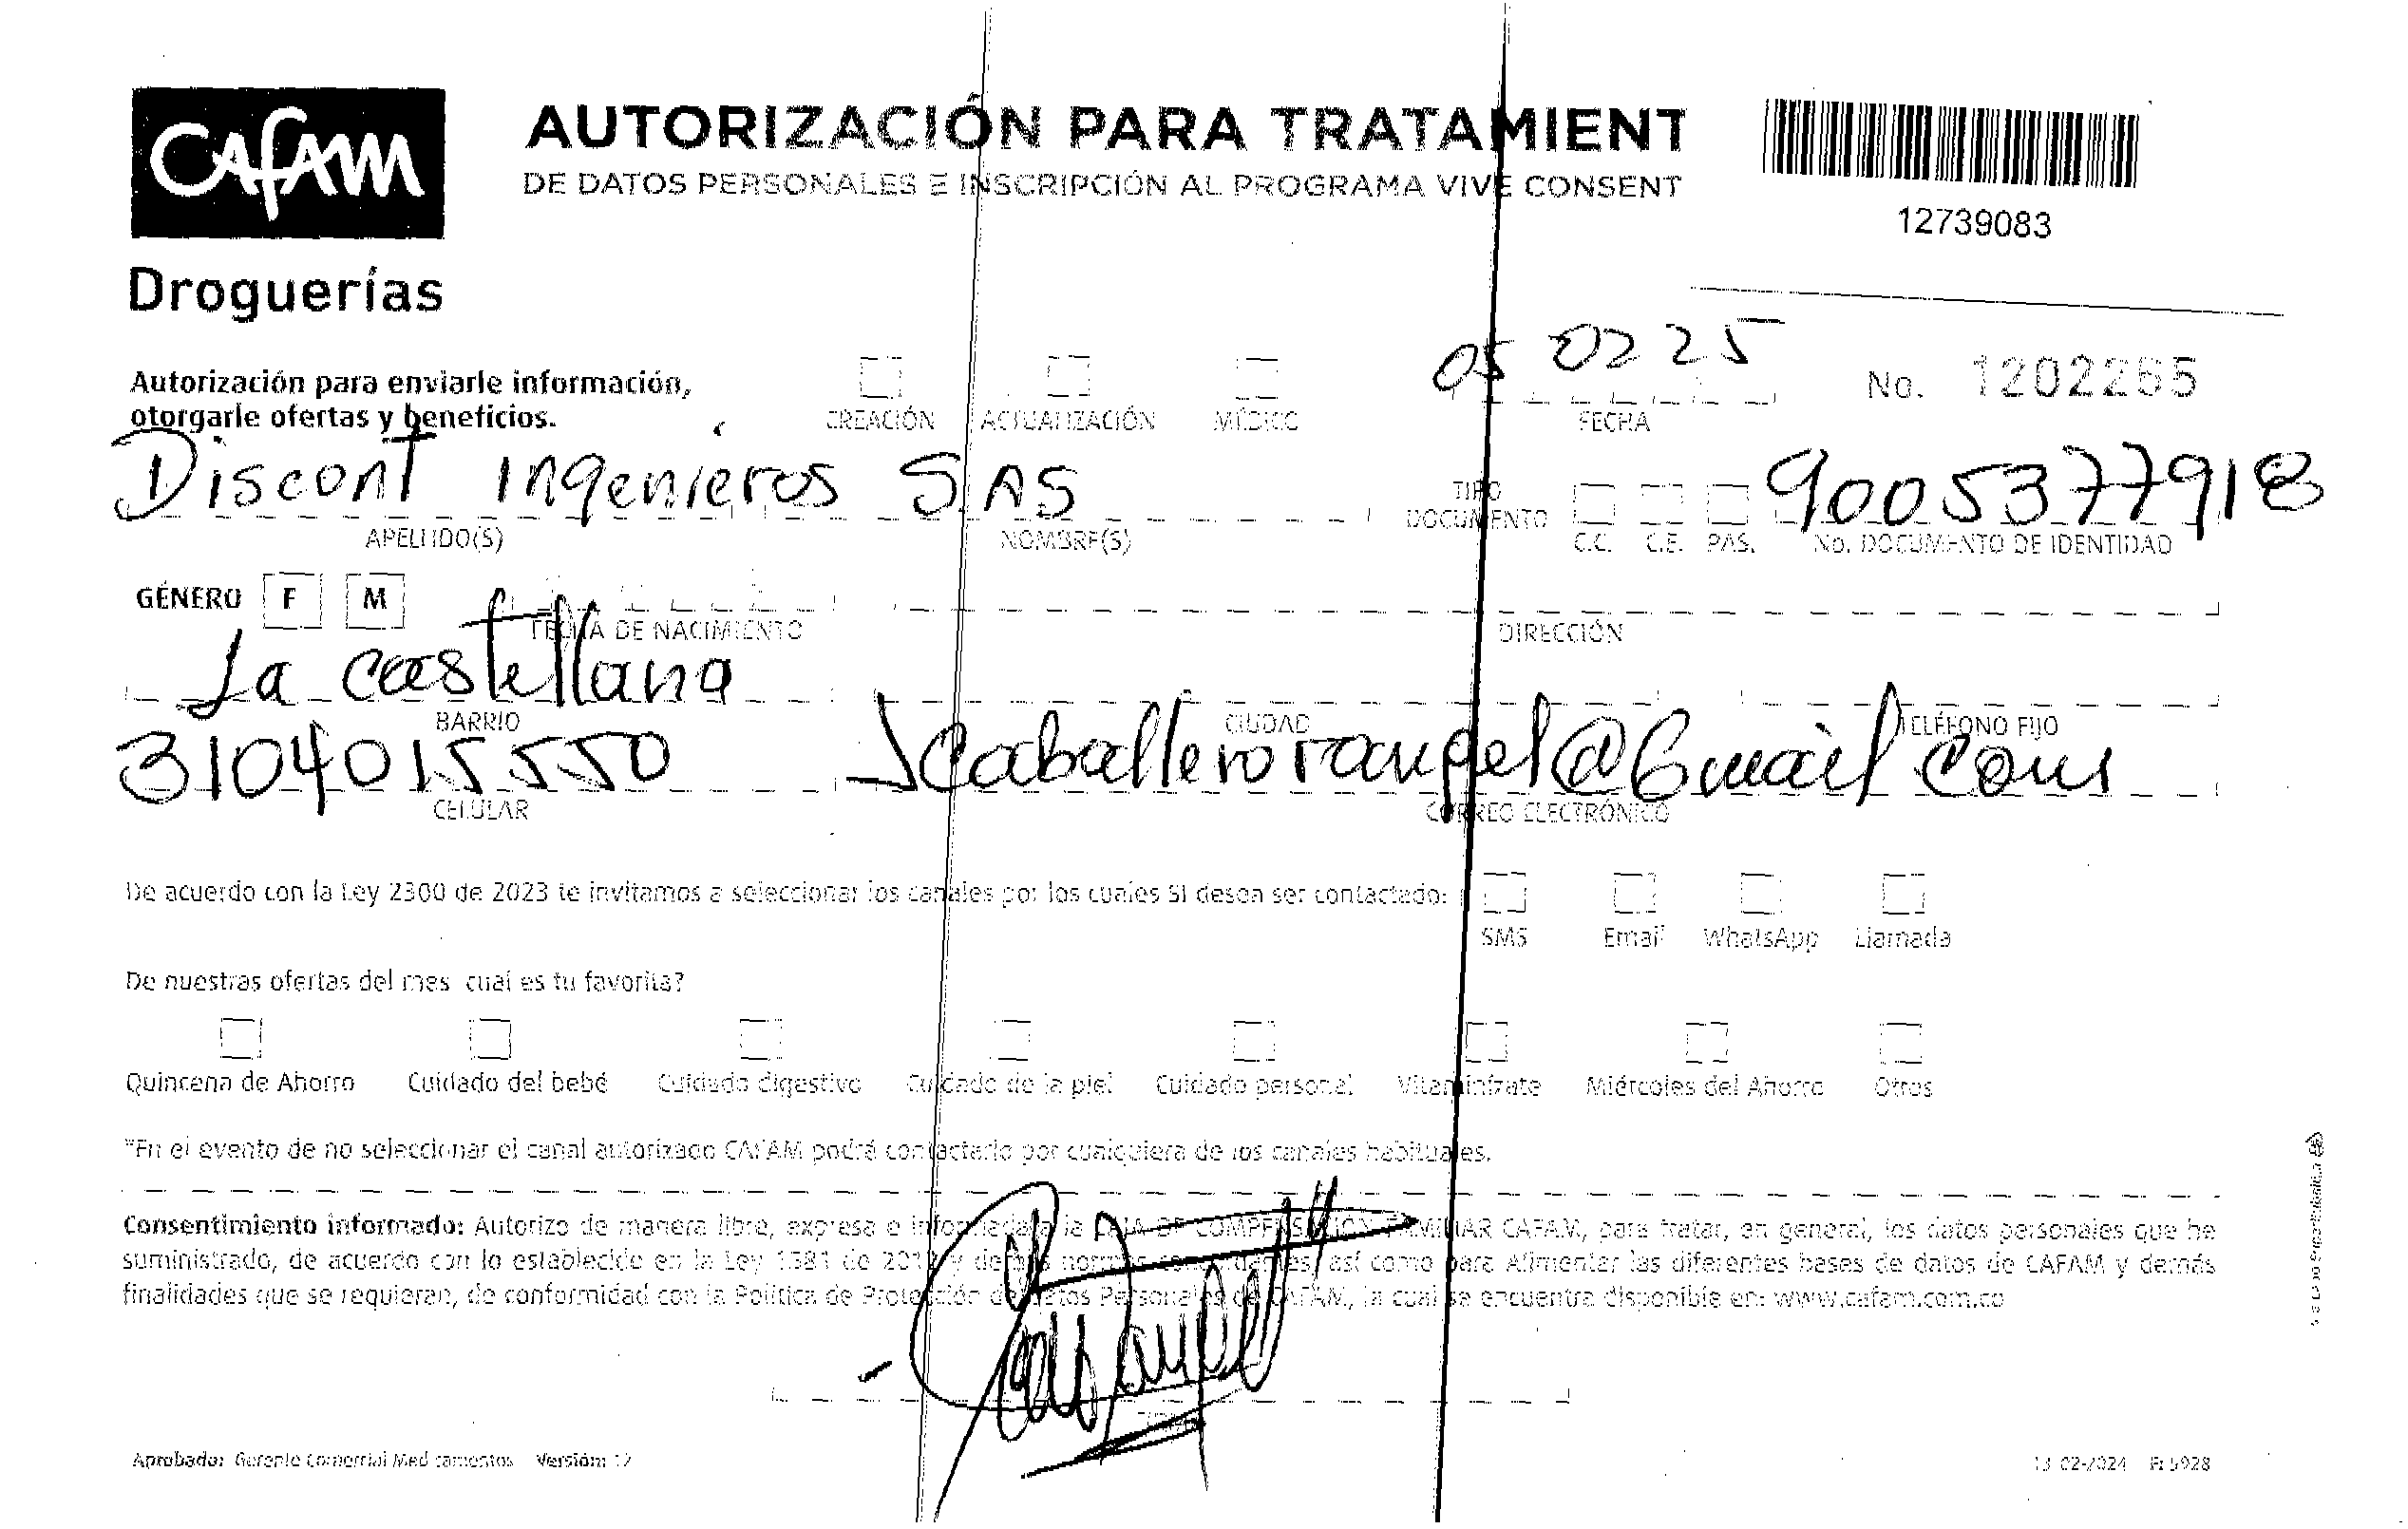 CAFAM
Droguerías
AUTORIZACIÓN PARA TRATAMIENT
DE DATOS PERSONALES E INSCRIPCIÓN AL PROGRAMA VIVE CONSENT
12739083
Autorización para enviarle información,
otorgarle ofertas y beneficios.
CREACIÓN ACTUALIZACIÓN MÉDICO
05 02 25
FECHA
No. 1202265
Discont Ingenieros SAS
APELLIDO(S) NOMBRE(S)
TIPO DOCUMENTO C.C. C.E. PAS.
9005377918
No. DOCUMENTO DE IDENTIDAD
GÉNERO F M
FECHA DE NACIMIENTO DIRECCIÓN
La castellana
BARRIO CIUDAD TELÉFONO FIJO
3104015550 Jcaballerorangel@Gmail com
CELULAR CORREO ELECTRÓNICO
De acuerdo con la Ley 2300 de 2023 te invitamos a seleccionar los canales por los cuales SI desea ser contactado:
SMS Email WhatsApp Llamada
De nuestras ofertas del mes cual es tu favorita?
Quincena de Ahorro Cuidado del bebé Cuidado digestivo Cuidado de la piel Cuidado personal Vitamínizate Miércoles del Ahorro Otros
*En el evento de no seleccionar el canal autorizado CAFAM podrá contactarlo por cualquiera de los canales habituales.
Consentimiento informado: Autorizo de manera libre, expresa e informada a la CAJA DE COMPENSACIÓN FAMILIAR CAFAM, para tratar, en general, los datos personales que he
suministrado, de acuerdo con lo establecido en la Ley 1581 de 2012 y demás normas concordantes, así como para Alimentar las diferentes bases de datos de CAFAM y demás
finalidades que se requieran, de conformidad con la Política de Protección de Datos Personales de CAFAM, la cual se encuentra disponible en: www.cafam.com.co
Aprobado: Gerente Comercial Medicamentos Versión: 12
13-02-2024 Fr 5928